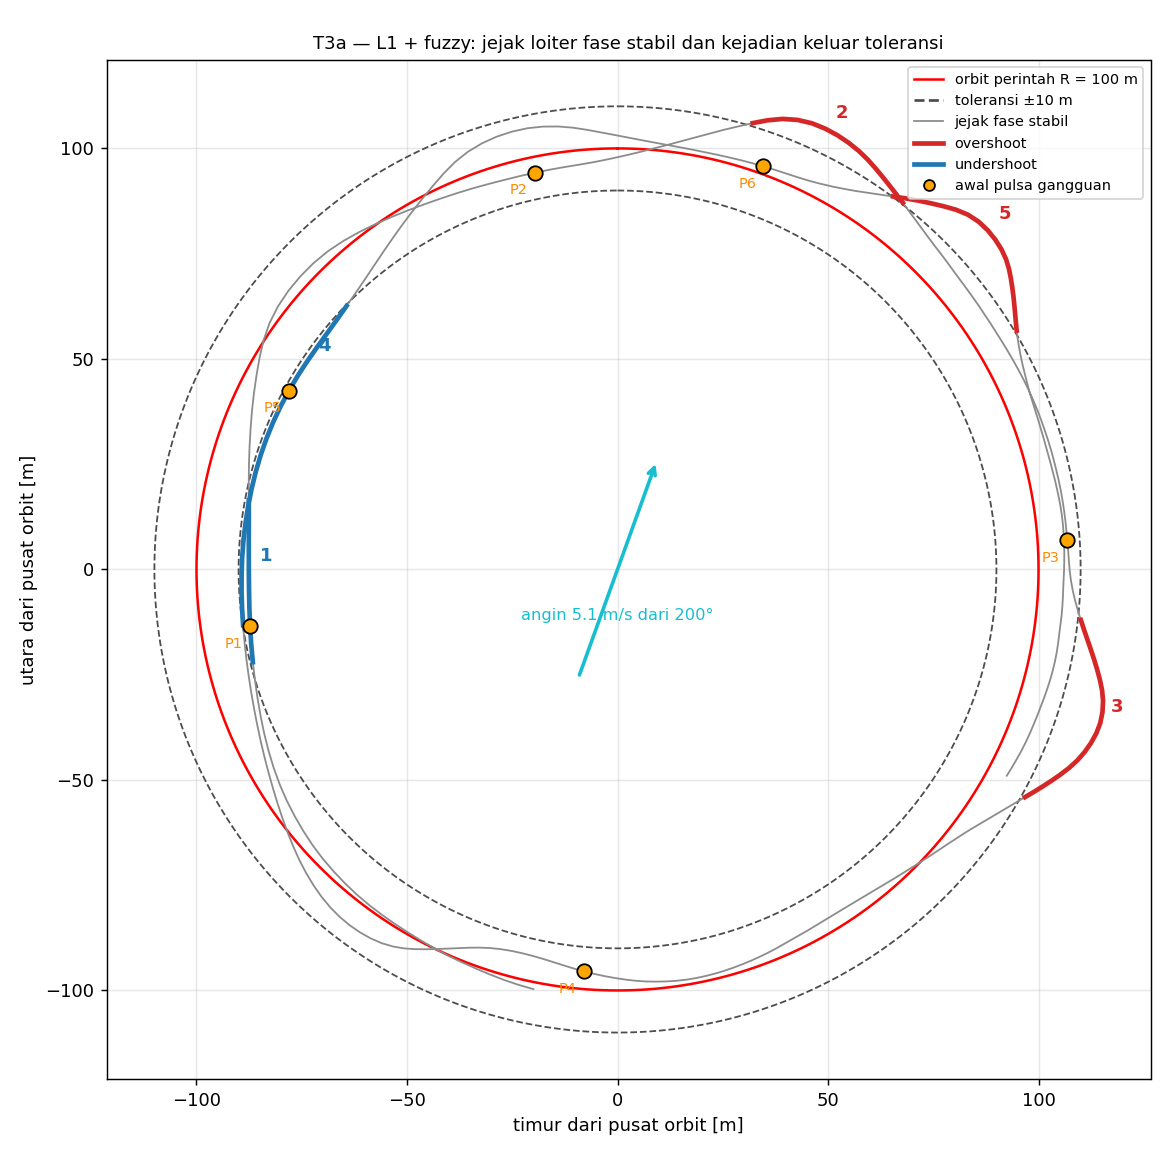 T3a — L1 + fuzzy: jejak loiter fase stabil dan kejadian keluar toleransi
orbit perintah R = 100 m
toleransi ±10 m
jejak fase stabil
overshoot
undershoot
awal pulsa gangguan
2
5
P6
P2
4
P5
1
P3
P1
angin 5.1 m/s dari 200°
3
P4
100
50
0
−50
−100
−100
−50
0
50
100
utara dari pusat orbit [m]
timur dari pusat orbit [m]